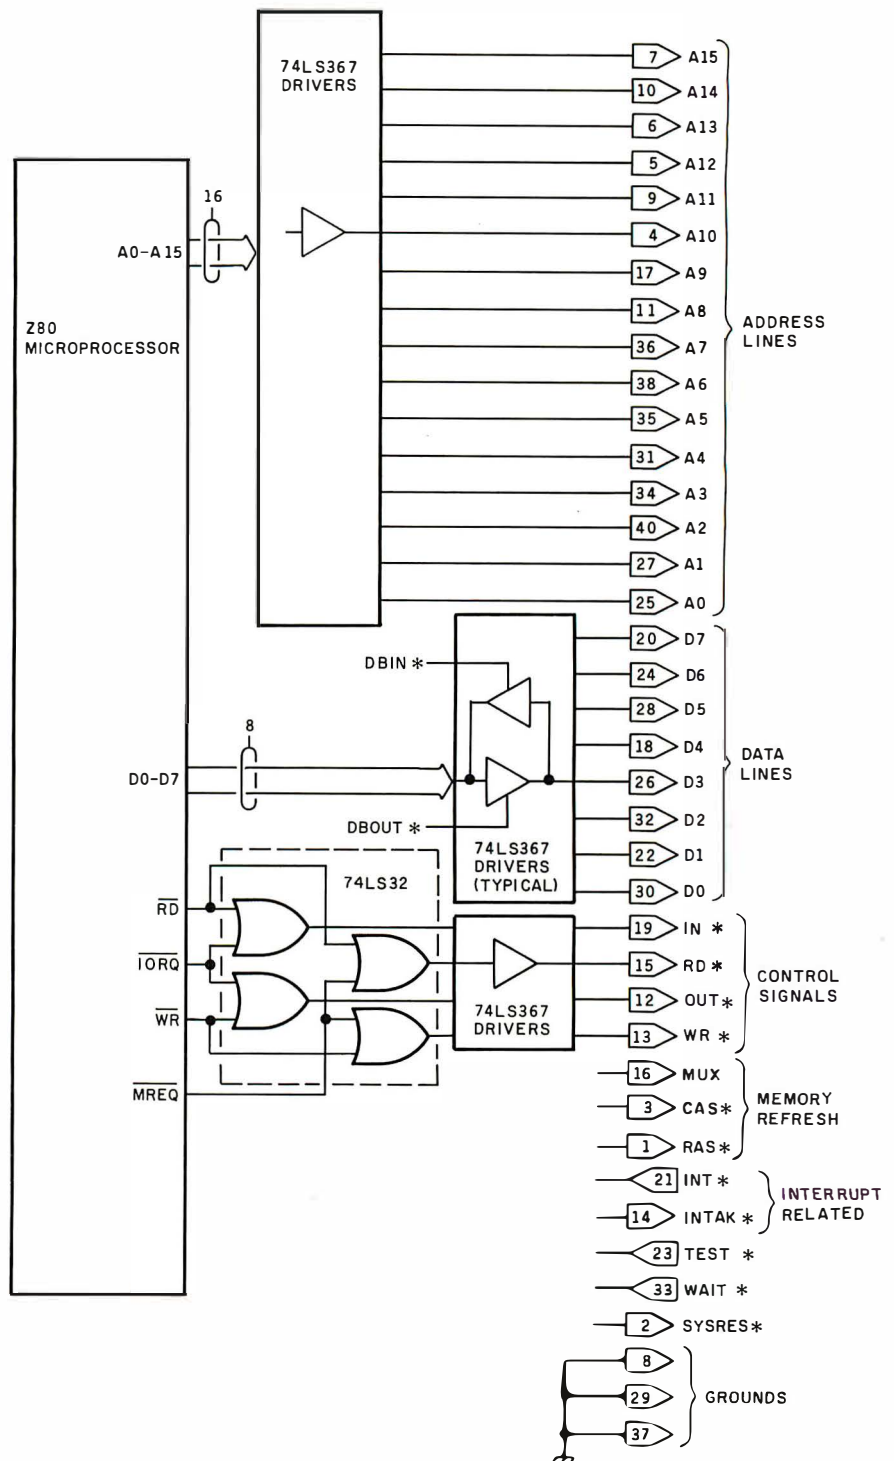 74LS367
DRIVERS
7 A15
10 A14
6 A13
5 A12
16
9 A11
4 A10
A0-A15
17 A9
11 A8
ADDRESS
LINES
Z80
MICROPROCESSOR
36 A7
38 A6
35 A5
31 A4
34 A3
40 A2
27 A1
25 A0
20 D7
DBIN *
24 D6
28 D5
8
18 D4
DATA
LINES
D0-D7
26 D3
32 D2
DBOUT *
74LS367
DRIVERS
(TYPICAL)
22 D1
30 D0
74LS32
RD
19 IN *
IORQ
15 RD *
CONTROL
SIGNALS
12 OUT *
WR
74LS367
DRIVERS
13 WR *
16 MUX
MREQ
MEMORY
REFRESH
3 CAS *
1 RAS *
21 INT *
INTERRUPT
RELATED
14 INTAK *
23 TEST *
33 WAIT *
2 SYSRES *
8
29
GROUNDS
37